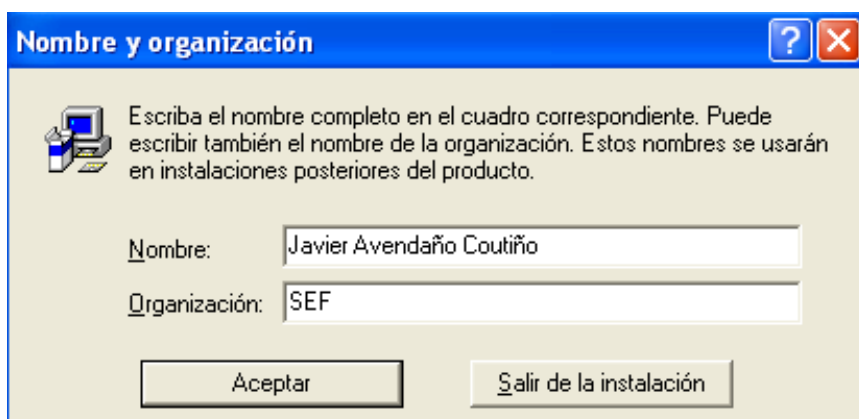 Nombre y organización
Escriba el nombre completo en el cuadro correspondiente. Puede
escribir también el nombre de la organización. Estos nombres se usarán
en instalaciones posteriores del producto.
Nombre: Javier Avendaño Coutiño
Organización: SEF
Aceptar Salir de la instalación